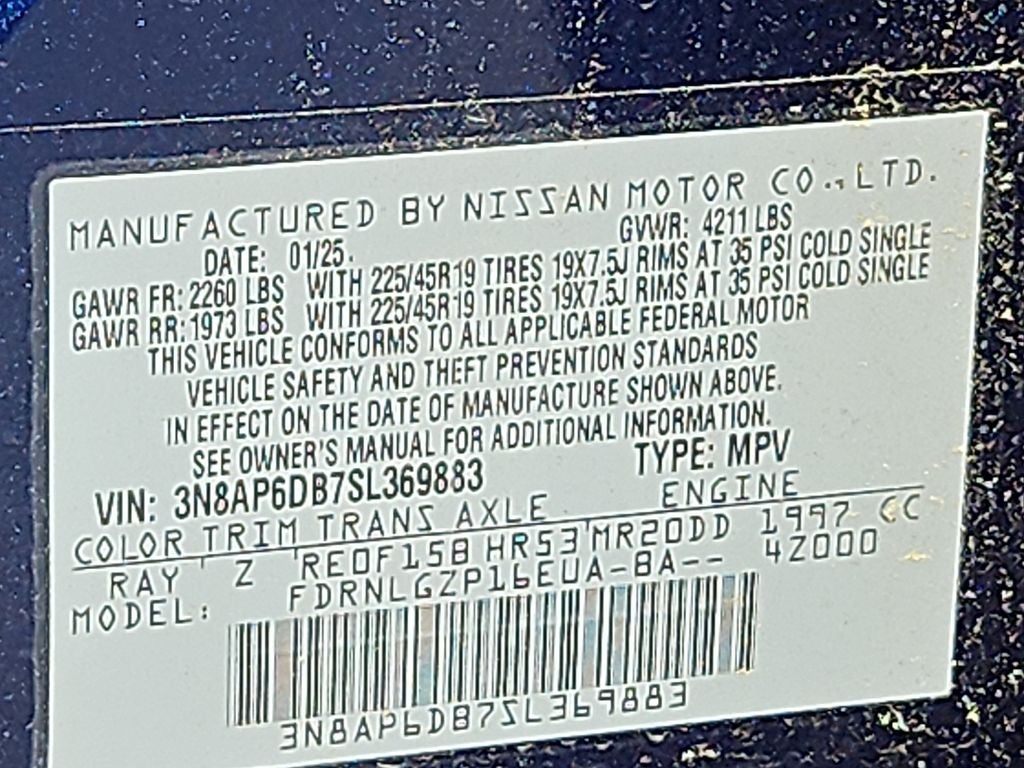 MANUFACTURED BY NISSAN MOTOR CO., LTD.
DATE: 01/25. GVWR: 4211 LBS
GAWR FR: 2260 LBS WITH 225/45R19 TIRES 19X7.5J RIMS AT 35 PSI COLD SINGLE
GAWR RR: 1973 LBS WITH 225/45R19 TIRES 19X7.5J RIMS AT 35 PSI COLD SINGLE
THIS VEHICLE CONFORMS TO ALL APPLICABLE FEDERAL MOTOR
VEHICLE SAFETY AND THEFT PREVENTION STANDARDS
IN EFFECT ON THE DATE OF MANUFACTURE SHOWN ABOVE.
SEE OWNER'S MANUAL FOR ADDITIONAL INFORMATION.
VIN: 3N8AP6DB7SL369883 TYPE: MPV
COLOR TRIM TRANS AXLE ENGINE
RAY Z RE0F15B HR53 MR20DD 1997 CC
MODEL: FDRNLGZP16EUA-BA-- 42000
3N8AP6DB7SL369883